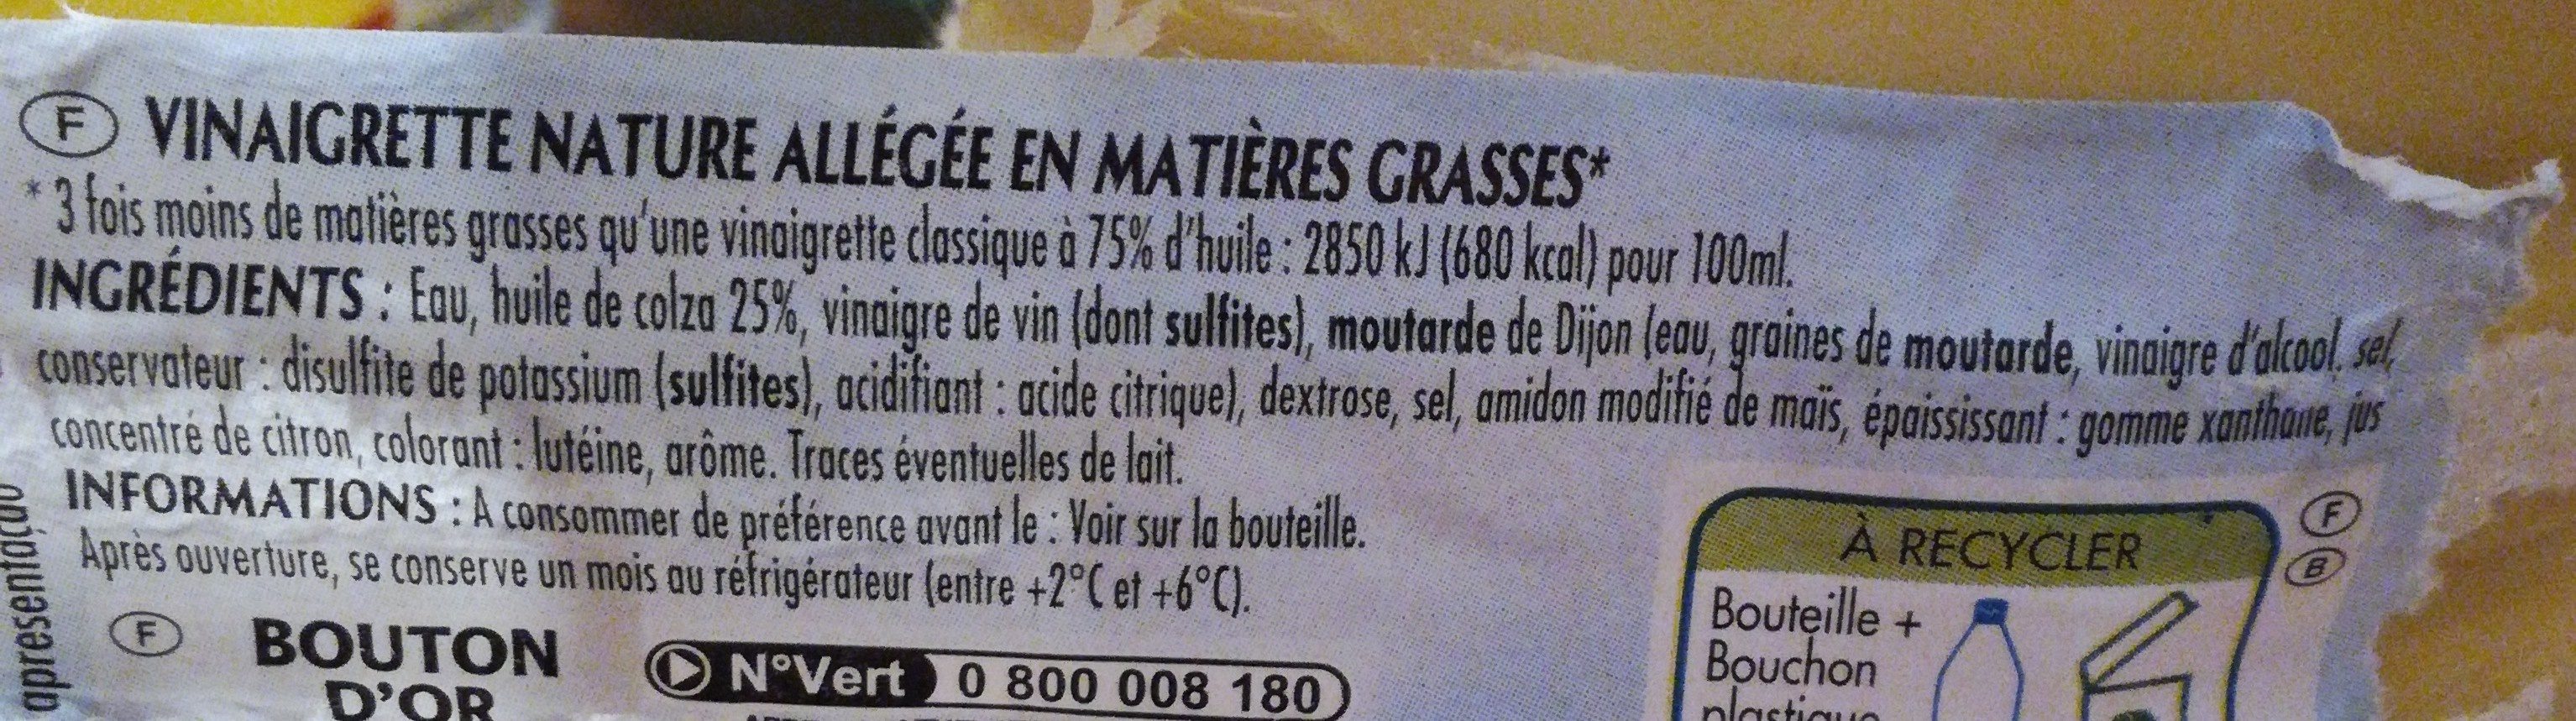 F VINAIGRETTE NATURE ALLÉGÉE EN MATIÈRES GRASSES*
* 3 fois moins de matières grasses qu'une vinaigrette classique à 75% d'huile : 2850 kJ (680 kcal) pour 100ml.
INGRÉDIENTS : Eau, huile de colza 25%, vinaigre de vin (dont sulfites), moutarde de Dijon (eau, graines de moutarde, vinaigre d'alcool, sel,
conservateur : disulfite de potassium (sulfites), acidifiant : acide citrique), dextrose, sel, amidon modifié de maïs, épaississant : gomme xanthane, jus
concentré de citron, colorant : lutéine, arôme. Traces éventuelles de lait.
INFORMATIONS : A consommer de préférence avant le : Voir sur la bouteille.
Après ouverture, se conserve un mois au réfrigérateur (entre +2°C et +6°C).
F BOUTON
D'OR
N°Vert 0 800 008 180
À RECYCLER
F
B
Bouteille +
Bouchon
plastique